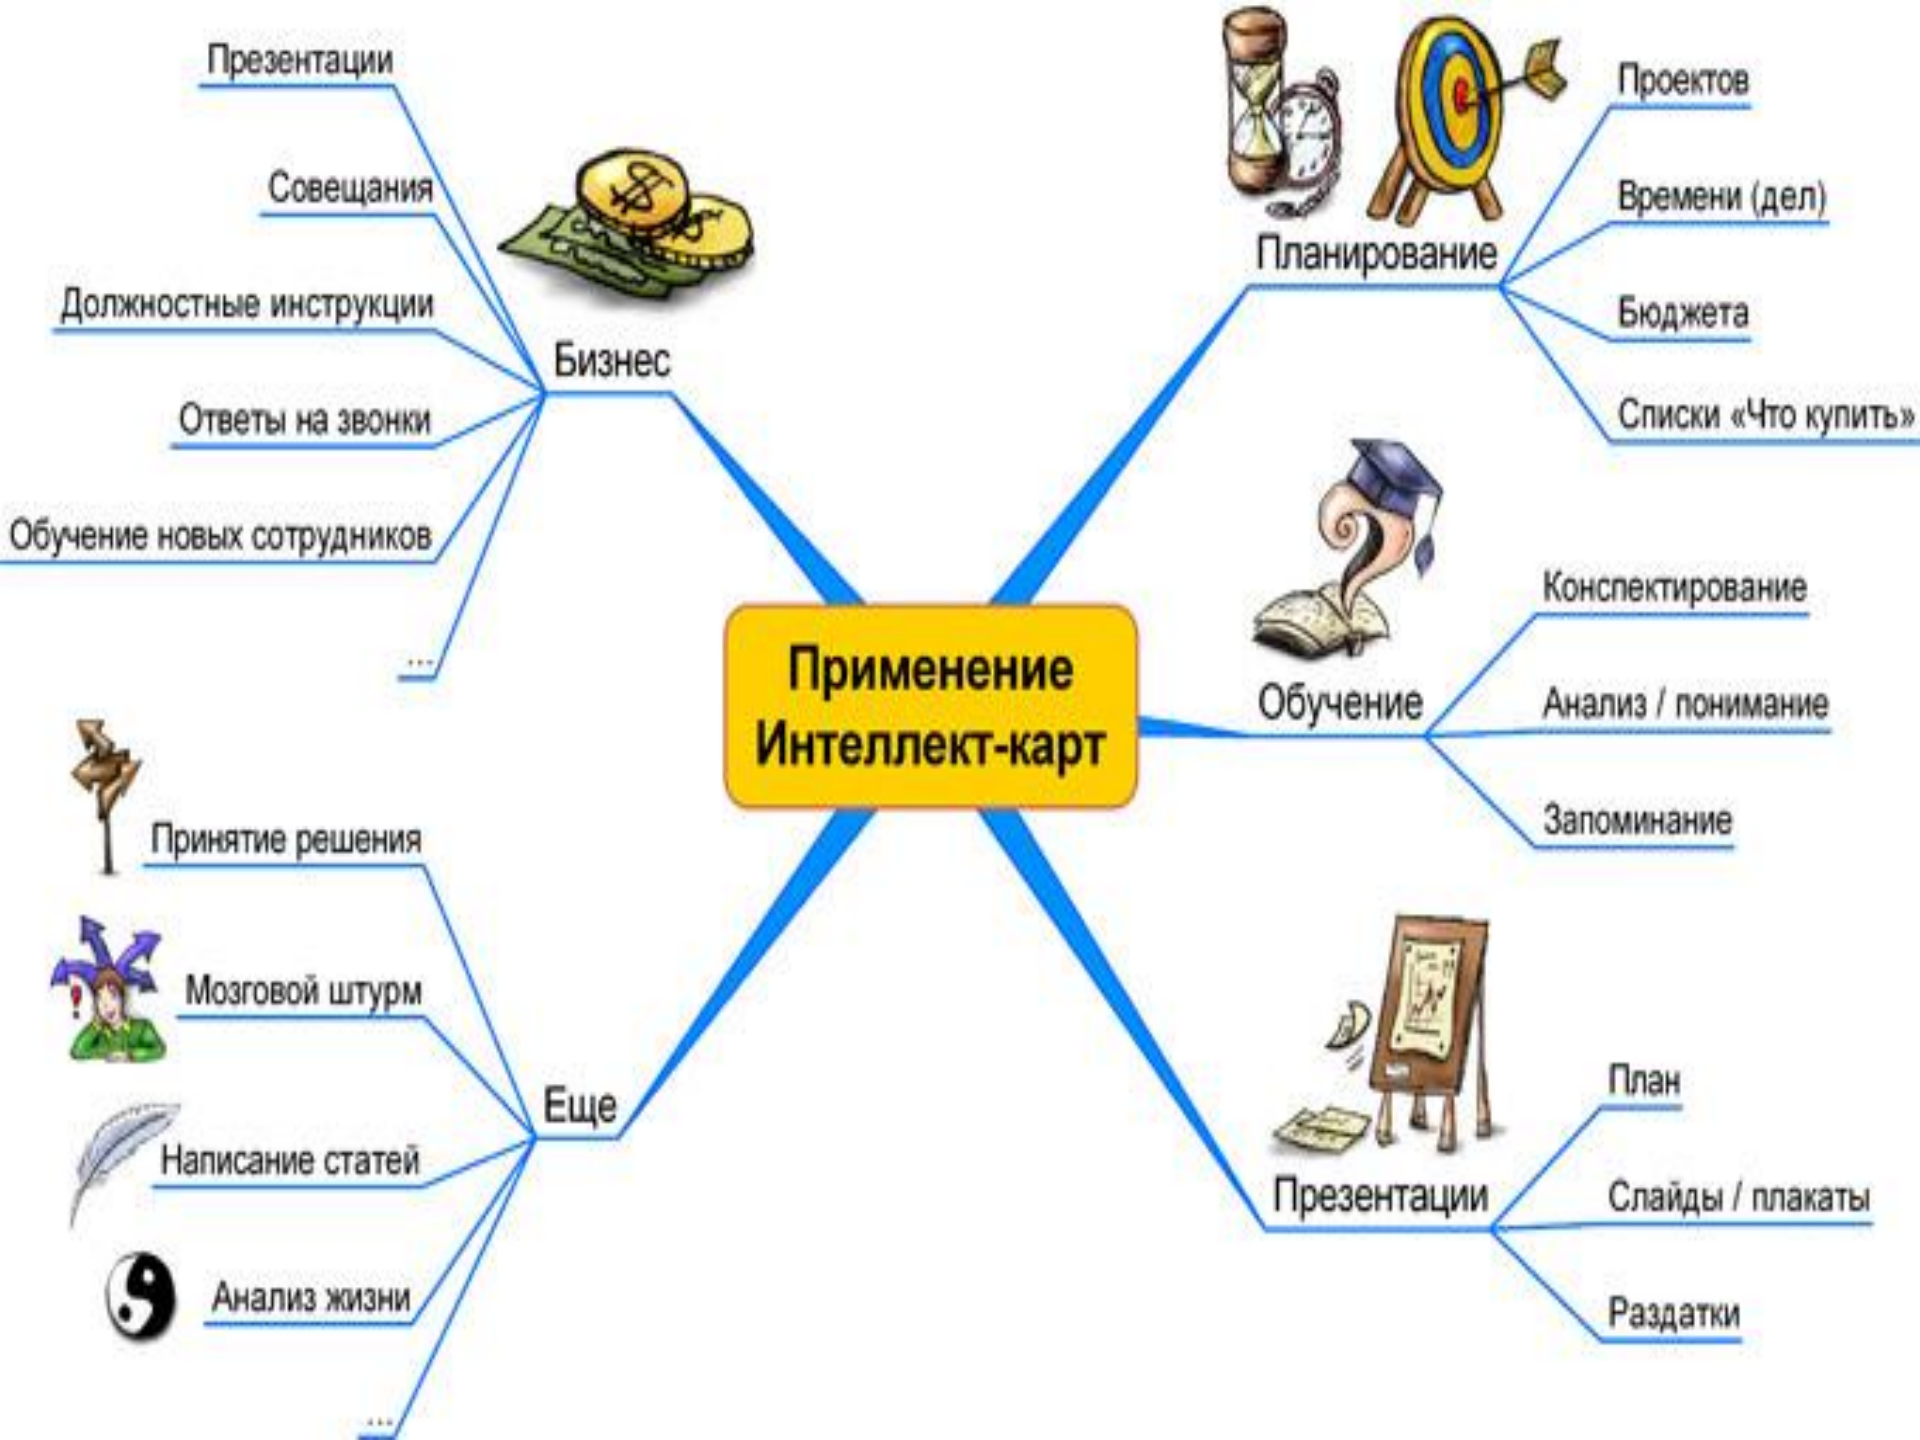 Применение
Интеллект-карт
Планирование
Проектов
Времени (дел)
Бюджета
Списки «Что купить»
Обучение
Конспектирование
Анализ / понимание
Запоминание
Презентации
План
Слайды / плакаты
Раздатки
Бизнес
Презентации
Совещания
Должностные инструкции
Ответы на звонки
Обучение новых сотрудников
...
Еще
Принятие решения
Мозговой штурм
Написание статей
Анализ жизни
...